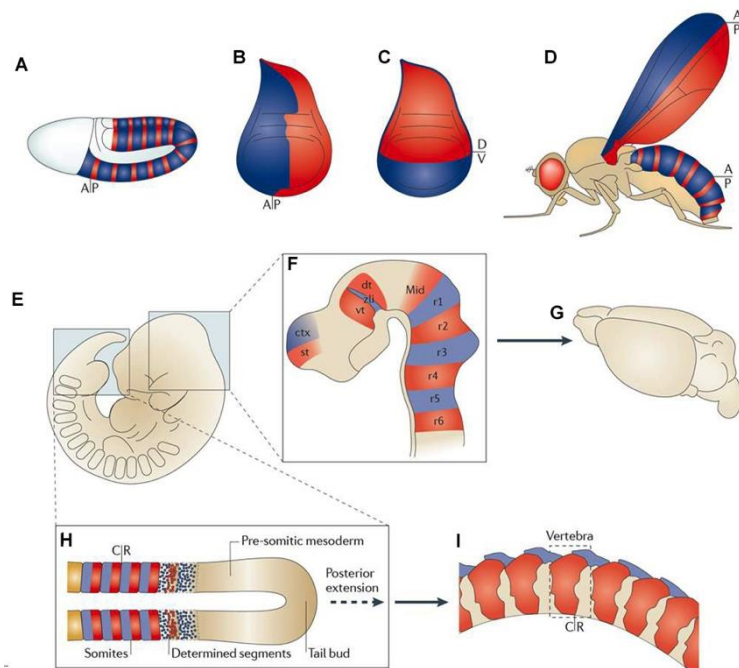 A
B
C
D
A
P
A|P
A|P
D
V
A
P
E
F
G
dt
zli
vt
Mid
ctx
st
r1
r2
r3
r4
r5
r6
H
C|R
Pre-somitic mesoderm
Somites
Determined segments
Tail bud
Posterior
extension
I
Vertebra
C|R